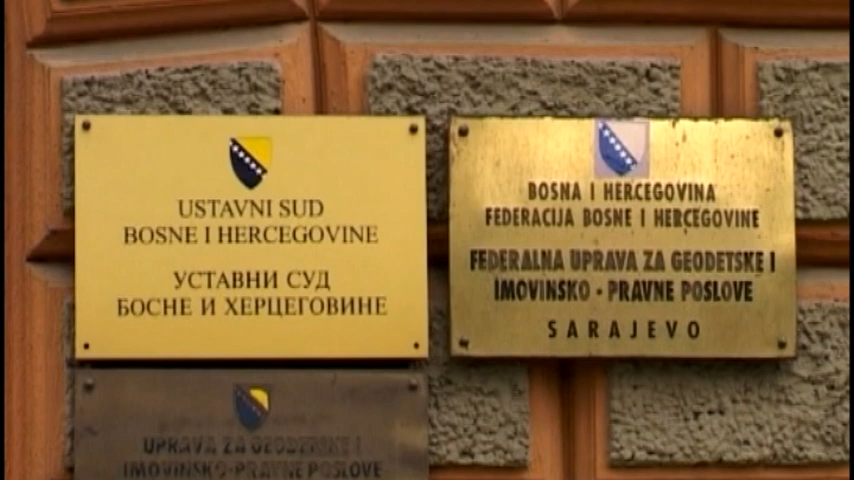 USTAVNI SUD
BOSNE I HERCEGOVINE
УСТАВНИ СУД
БОСНЕ И ХЕРЦЕГОВИНЕ
BOSNA I HERCEGOVINA
FEDERACIJA BOSNE I HERCEGOVINE
FEDERALNA UPRAVA ZA GEODETSKE I
IMOVINSKO - PRAVNE POSLOVE
SARAJEVO
UPRAVA ZA GEODETSKE I
IMOVINSKO-PRAVNE POSLOVE